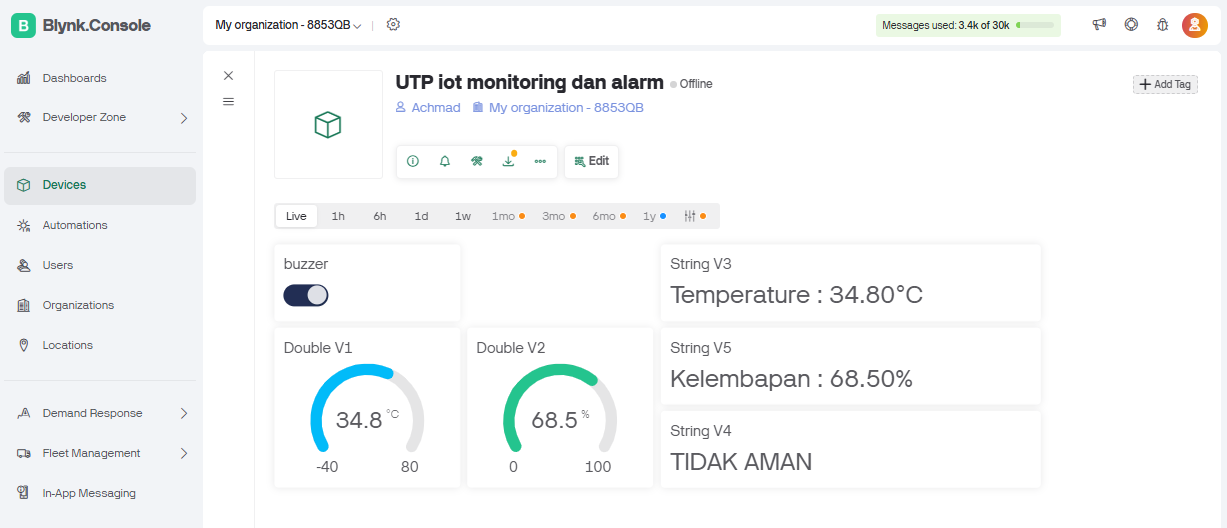 B Blynk.Console
Dashboards
Developer Zone
Devices
Automations
Users
Organizations
Locations
Demand Response
Fleet Management
In-App Messaging
My organization - 8853QB
Messages used: 3.4k of 30k
UTP iot monitoring dan alarm Offline
Add Tag
Achmad My organization - 8853QB
Edit
Live 1h 6h 1d 1w 1mo 3mo 6mo 1y
buzzer
String V3
Temperature : 34.80°C
Double V1
34.8 °C
-40 80
Double V2
68.5 %
0 100
String V5
Kelembapan : 68.50%
String V4
TIDAK AMAN